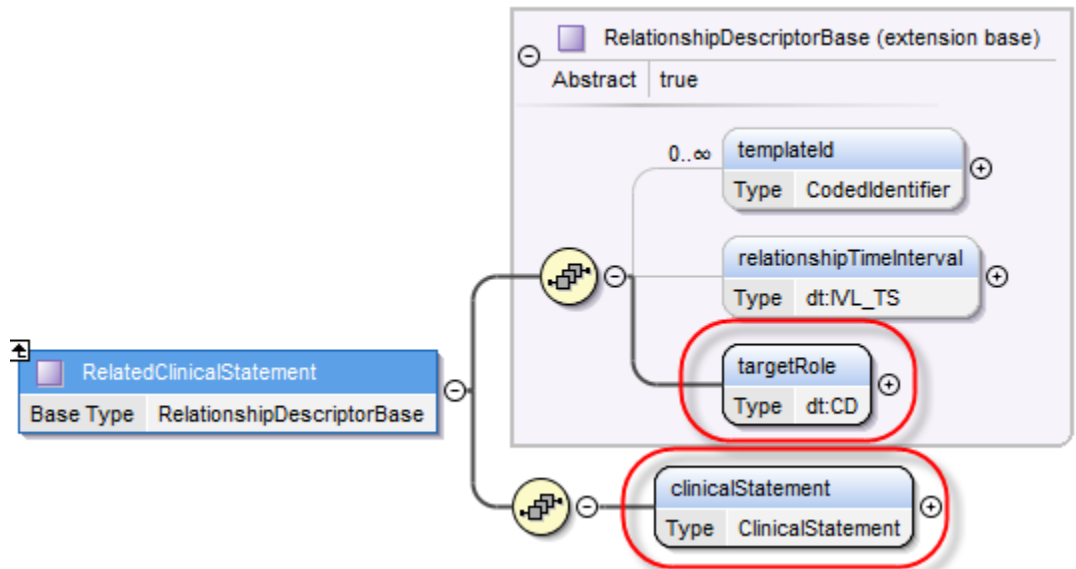 RelationshipDescriptorBase (extension base)
Abstract true
0..∞
templateId
Type CodedIdentifier
relationshipTimeInterval
Type dt:IVL_TS
targetRole
Type dt:CD
RelatedClinicalStatement
Base Type RelationshipDescriptorBase
clinicalStatement
Type ClinicalStatement